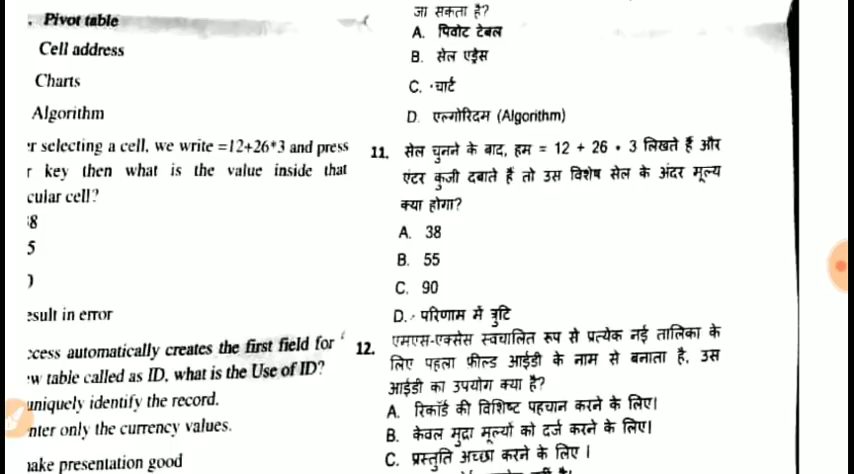 . Pivot table
Cell address
Charts
Algorithm
r selecting a cell, we write =12+26*3 and press
r key then what is the value inside that
cular cell?
8
5
)
esult in error
cess automatically creates the first field for
w table called as ID, what is the Use of ID?
uniquely identify the record.
nter only the currency values.
ake presentation good
जा सकता है?
A. पिवोट टेबल
B. सेल एड्रेस
C. चार्ट
D. एल्गोरिदम (Algorithm)
11. सेल चुनने के बाद, हम = 12 + 26 * 3 लिखते हैं और
एंटर कुंजी दबाते हैं तो उस विशेष सेल के अंदर मूल्य
क्या होगा?
A. 38
B. 55
C. 90
D. परिणाम में त्रुटि
12. एमएस-एक्सेस स्वचालित रूप से प्रत्येक नई तालिका के
लिए पहला फ़ील्ड आईडी के नाम से बनाता है, उस
आईडी का उपयोग क्या है?
A. रिकॉर्ड की विशिष्ट पहचान करने के लिए।
B. केवल मुद्रा मूल्यों को दर्ज करने के लिए।
C. प्रस्तुति अच्छा करने के लिए ।